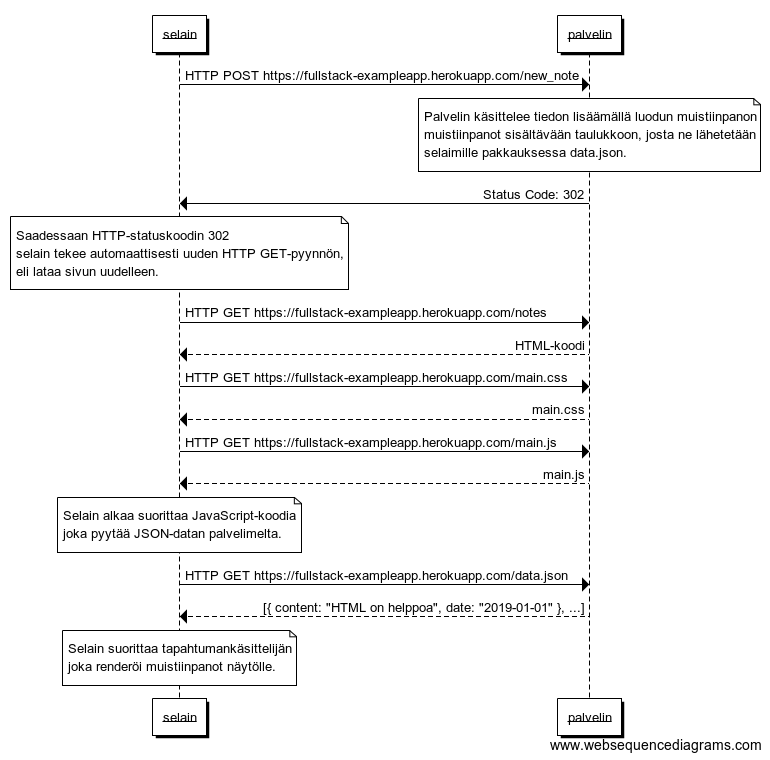 selain
palvelin
HTTP POST https://fullstack-exampleapp.herokuapp.com/new_note
Palvelin käsittelee tiedon lisäämällä luodun muistiinpanon
muistiinpanot sisältävään taulukkoon, josta ne lähetetään
selaimille pakkauksessa data.json.
Status Code: 302
Saadessaan HTTP-statuskoodin 302
selain tekee automaattisesti uuden HTTP GET-pyynnön,
eli lataa sivun uudelleen.
HTTP GET https://fullstack-exampleapp.herokuapp.com/notes
HTML-koodi
HTTP GET https://fullstack-exampleapp.herokuapp.com/main.css
main.css
HTTP GET https://fullstack-exampleapp.herokuapp.com/main.js
main.js
Selain alkaa suorittaa JavaScript-koodia
joka pyytää JSON-datan palvelimelta.
HTTP GET https://fullstack-exampleapp.herokuapp.com/data.json
[{ content: "HTML on helppoa", date: "2019-01-01" }, ...]
Selain suorittaa tapahtumankäsittelijän
joka renderöi muistiinpanot näytölle.
selain
palvelin
www.websequencediagrams.com